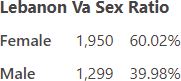 Lebanon Va Sex Ratio
Female 1,950 60.02%
Male 1,299 39.98%